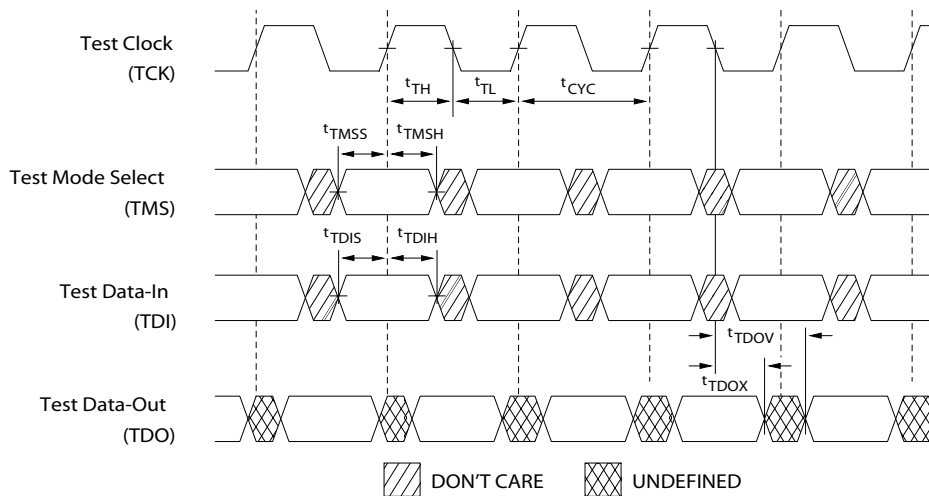 Test Clock
(TCK)
tTH
tTL
tCYC
tTMSS
tTMSH
Test Mode Select
(TMS)
tTDIS
tTDIH
Test Data-In
(TDI)
tTDOV
tTDOX
Test Data-Out
(TDO)
DON'T CARE
UNDEFINED